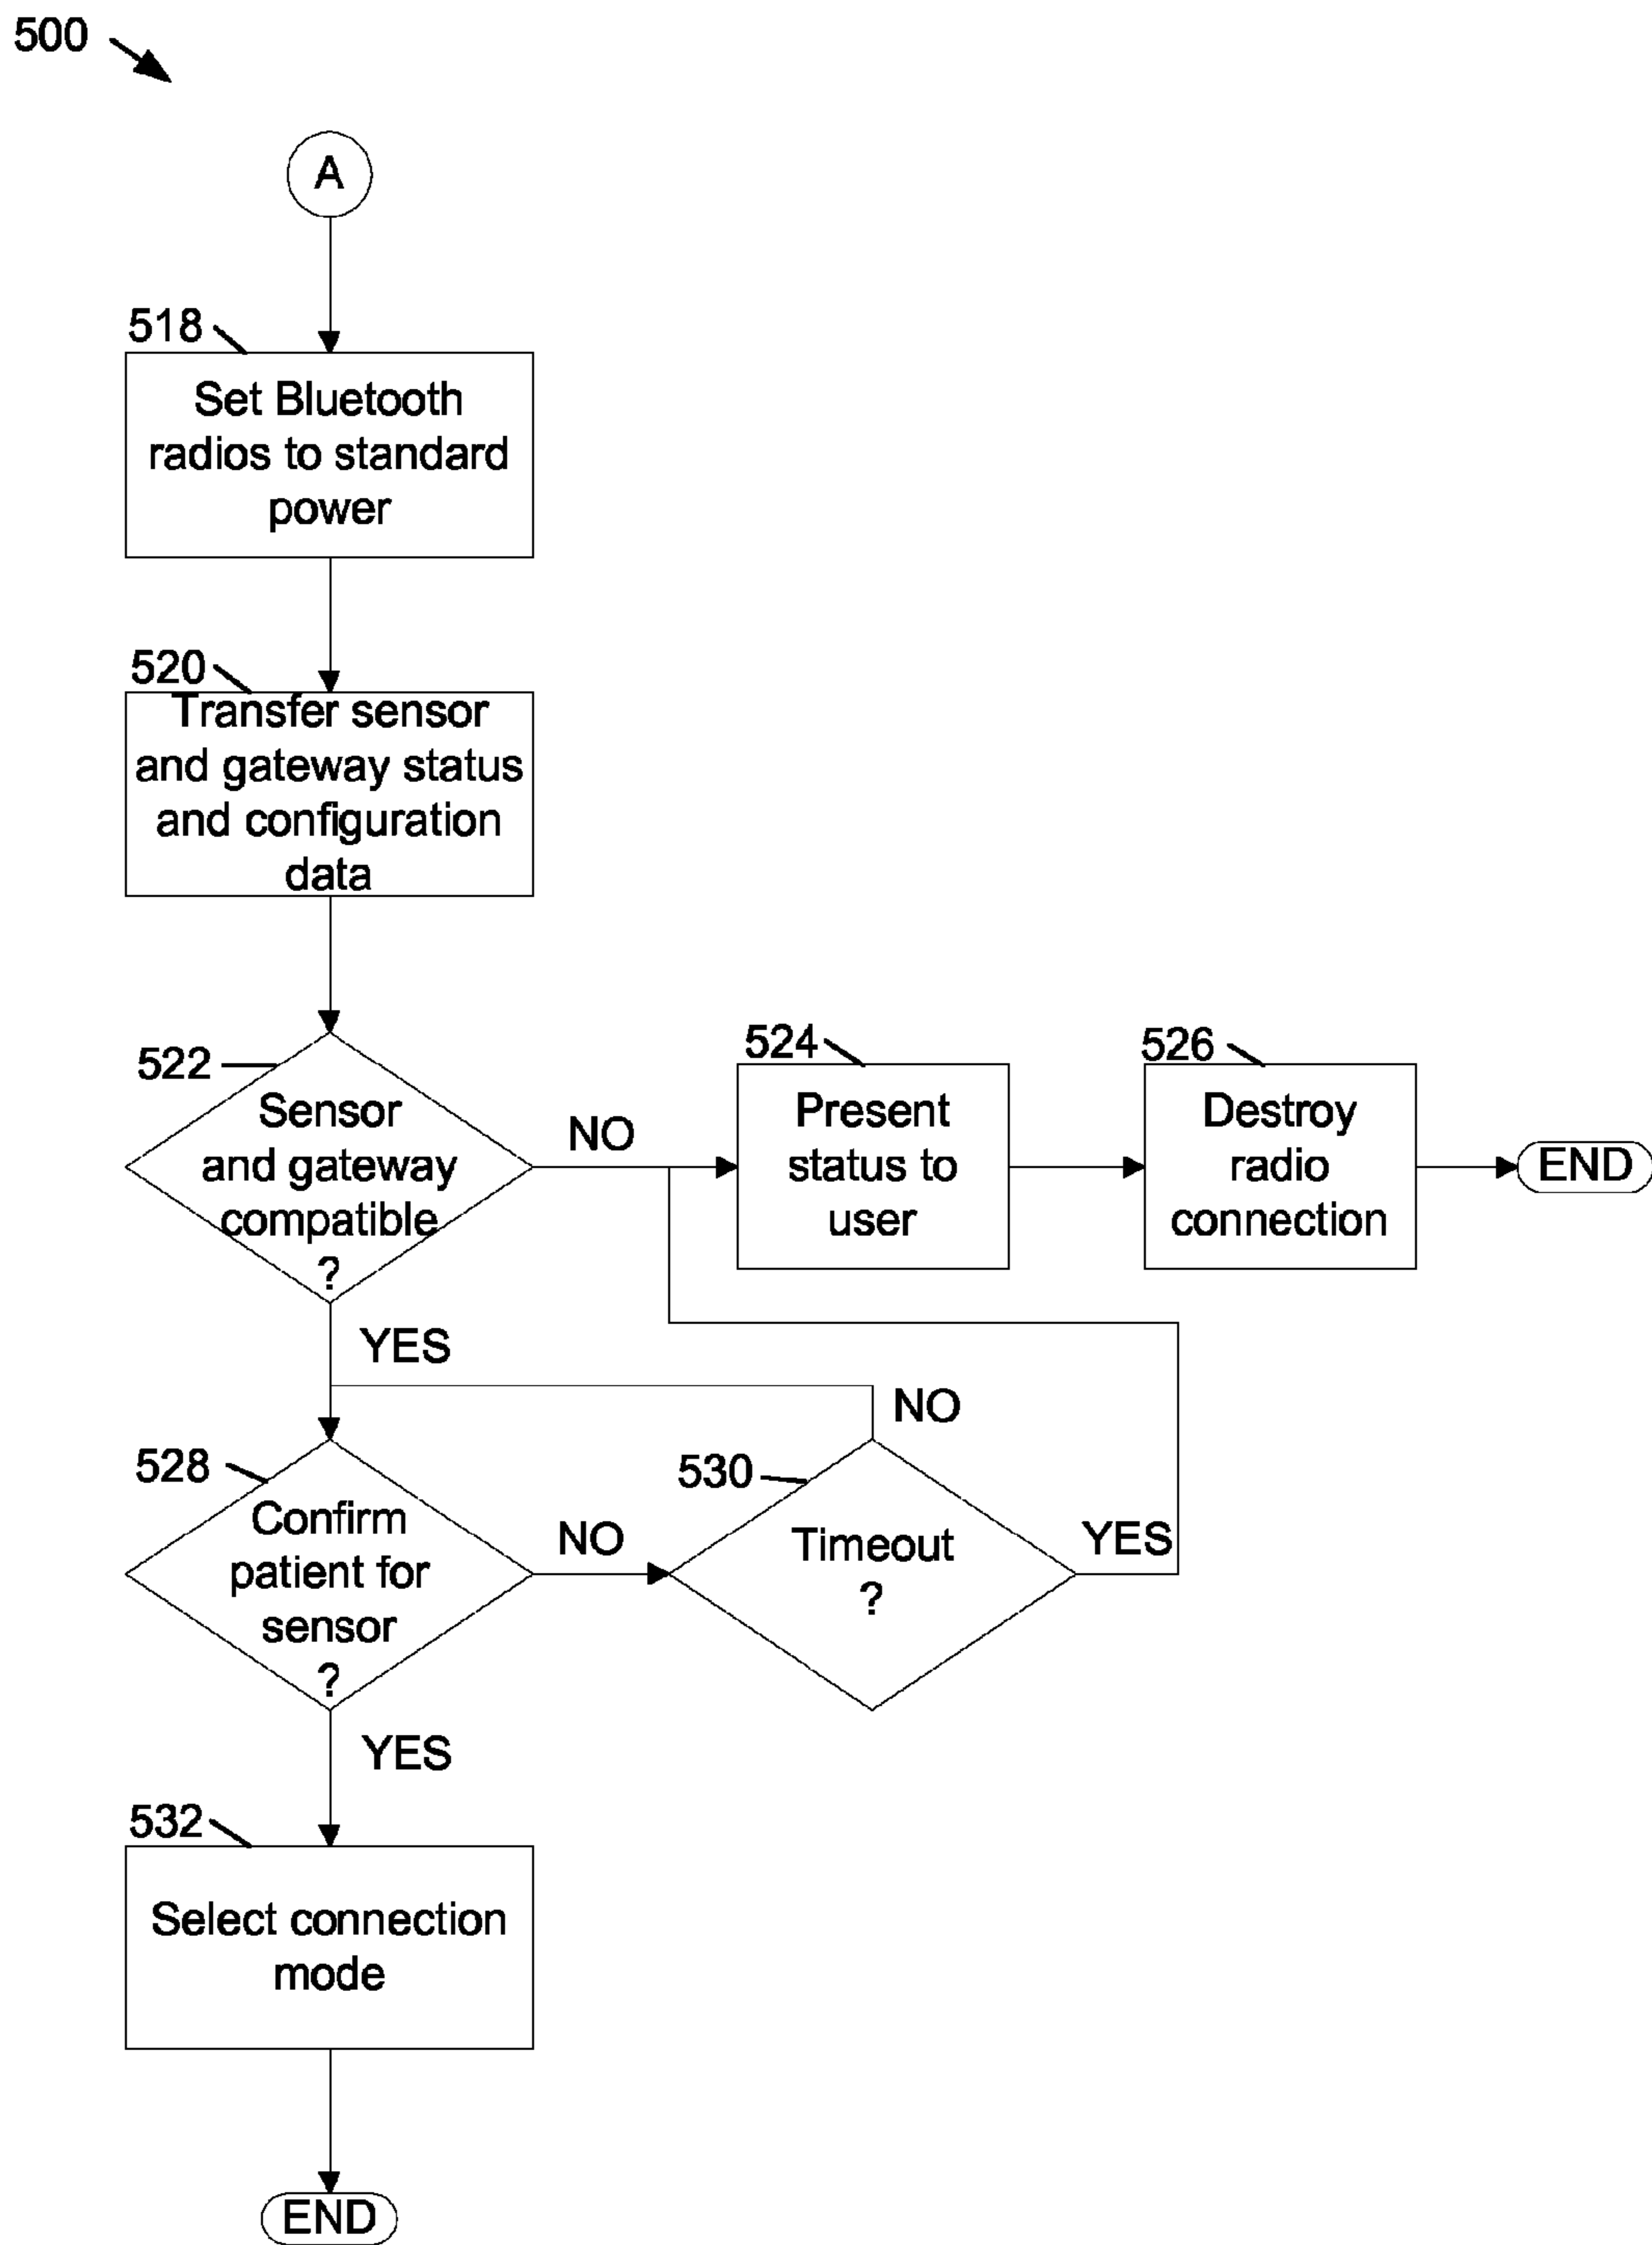 500
A
518
Set Bluetooth
radios to standard
power
520
Transfer sensor
and gateway status
and configuration
data
522
Sensor
and gateway
compatible
?
NO
524
Present
status to
user
526
Destroy
radio
connection
END
YES
NO
528
Confirm
patient for
sensor
?
NO
530
Timeout
?
YES
YES
532
Select connection
mode
END